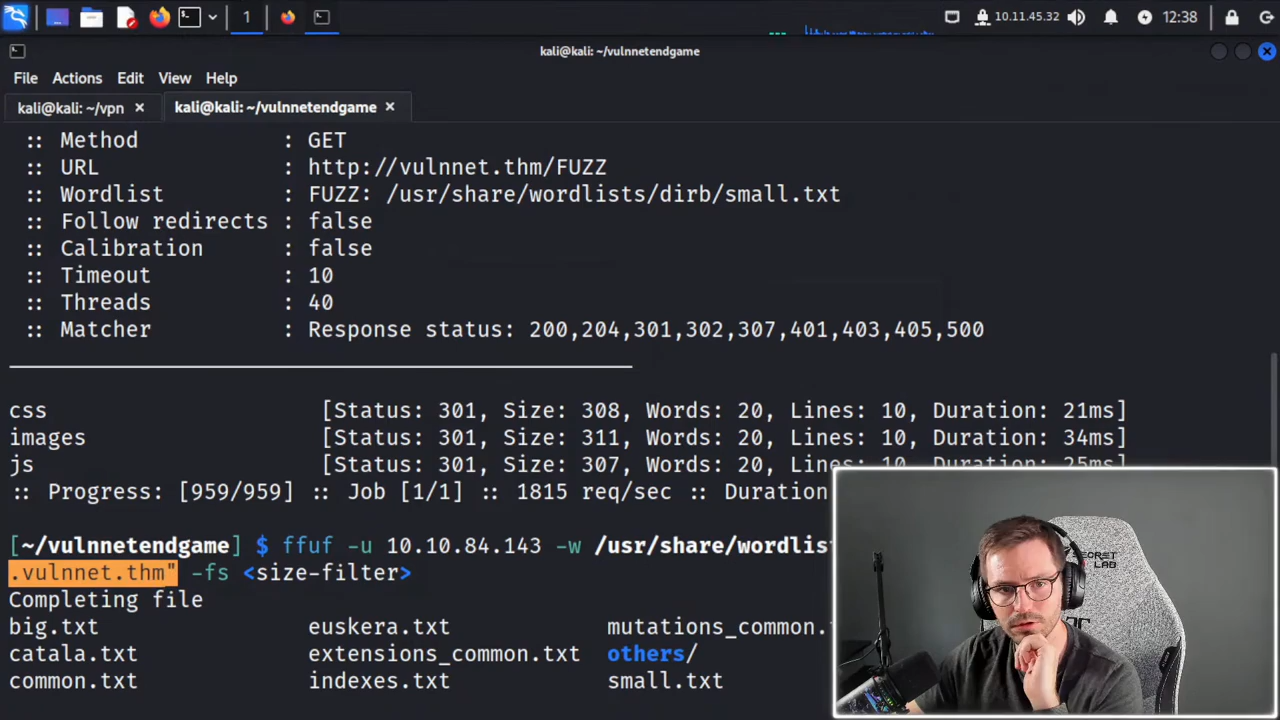 1
10.11.45.32
12:38
kali@kali: ~/vulnnetendgame
File Actions Edit View Help
kali@kali: ~/vpn
kali@kali: ~/vulnnetendgame
:: Method : GET
:: URL : http://vulnnet.thm/FUZZ
:: Wordlist : FUZZ: /usr/share/wordlists/dirb/small.txt
:: Follow redirects : false
:: Calibration : false
:: Timeout : 10
:: Threads : 40
:: Matcher : Response status: 200,204,301,302,307,401,403,405,500
css [Status: 301, Size: 308, Words: 20, Lines: 10, Duration: 21ms]
images [Status: 301, Size: 311, Words: 20, Lines: 10, Duration: 34ms]
js [Status: 301, Size: 307, Words: 20, Lines: 10, Duration: 25ms]
:: Progress: [959/959] :: Job [1/1] :: 1815 req/sec :: Duration
[~/vulnnetendgame] $ ffuf -u 10.10.84.143 -w /usr/share/wordlis
.vulnnet.thm" -fs <size-filter>
Completing file
big.txt euskera.txt mutations_common.
catala.txt extensions_common.txt others/
common.txt indexes.txt small.txt
SECRET
LAB